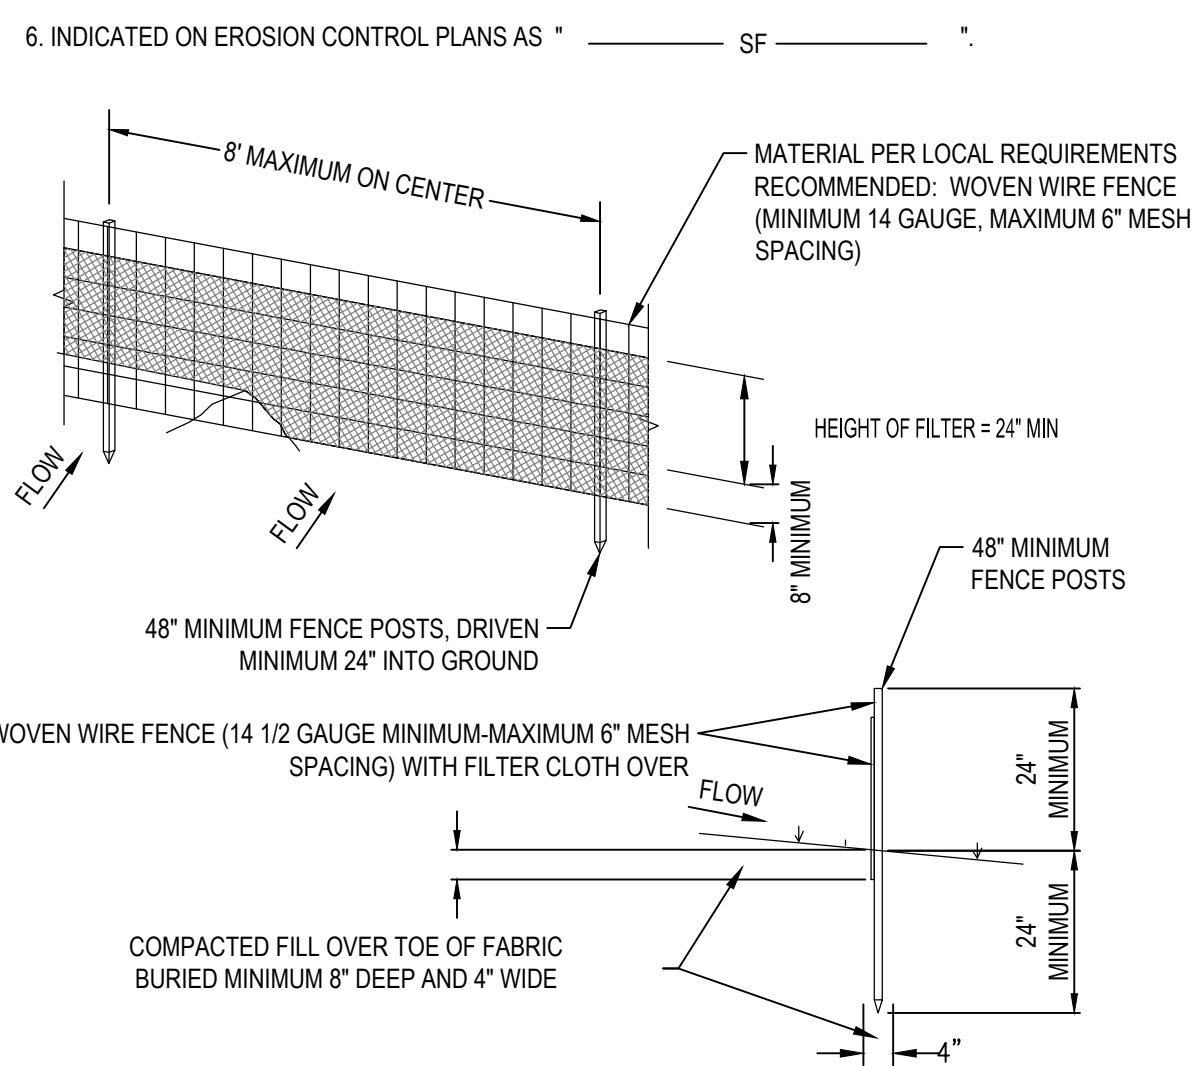 6. INDICATED ON EROSION CONTROL PLANS AS " SF ".
8' MAXIMUM ON CENTER
MATERIAL PER LOCAL REQUIREMENTS
RECOMMENDED: WOVEN WIRE FENCE
(MINIMUM 14 GAUGE, MAXIMUM 6" MESH
SPACING)
HEIGHT OF FILTER = 24" MIN
8" MINIMUM
FLOW
FLOW
48" MINIMUM
FENCE POSTS
48" MINIMUM FENCE POSTS, DRIVEN
MINIMUM 24" INTO GROUND
WOVEN WIRE FENCE (14 1/2 GAUGE MINIMUM-MAXIMUM 6" MESH
SPACING) WITH FILTER CLOTH OVER
FLOW
24"
MINIMUM
24"
MINIMUM
COMPACTED FILL OVER TOE OF FABRIC
BURIED MINIMUM 8" DEEP AND 4" WIDE
4"